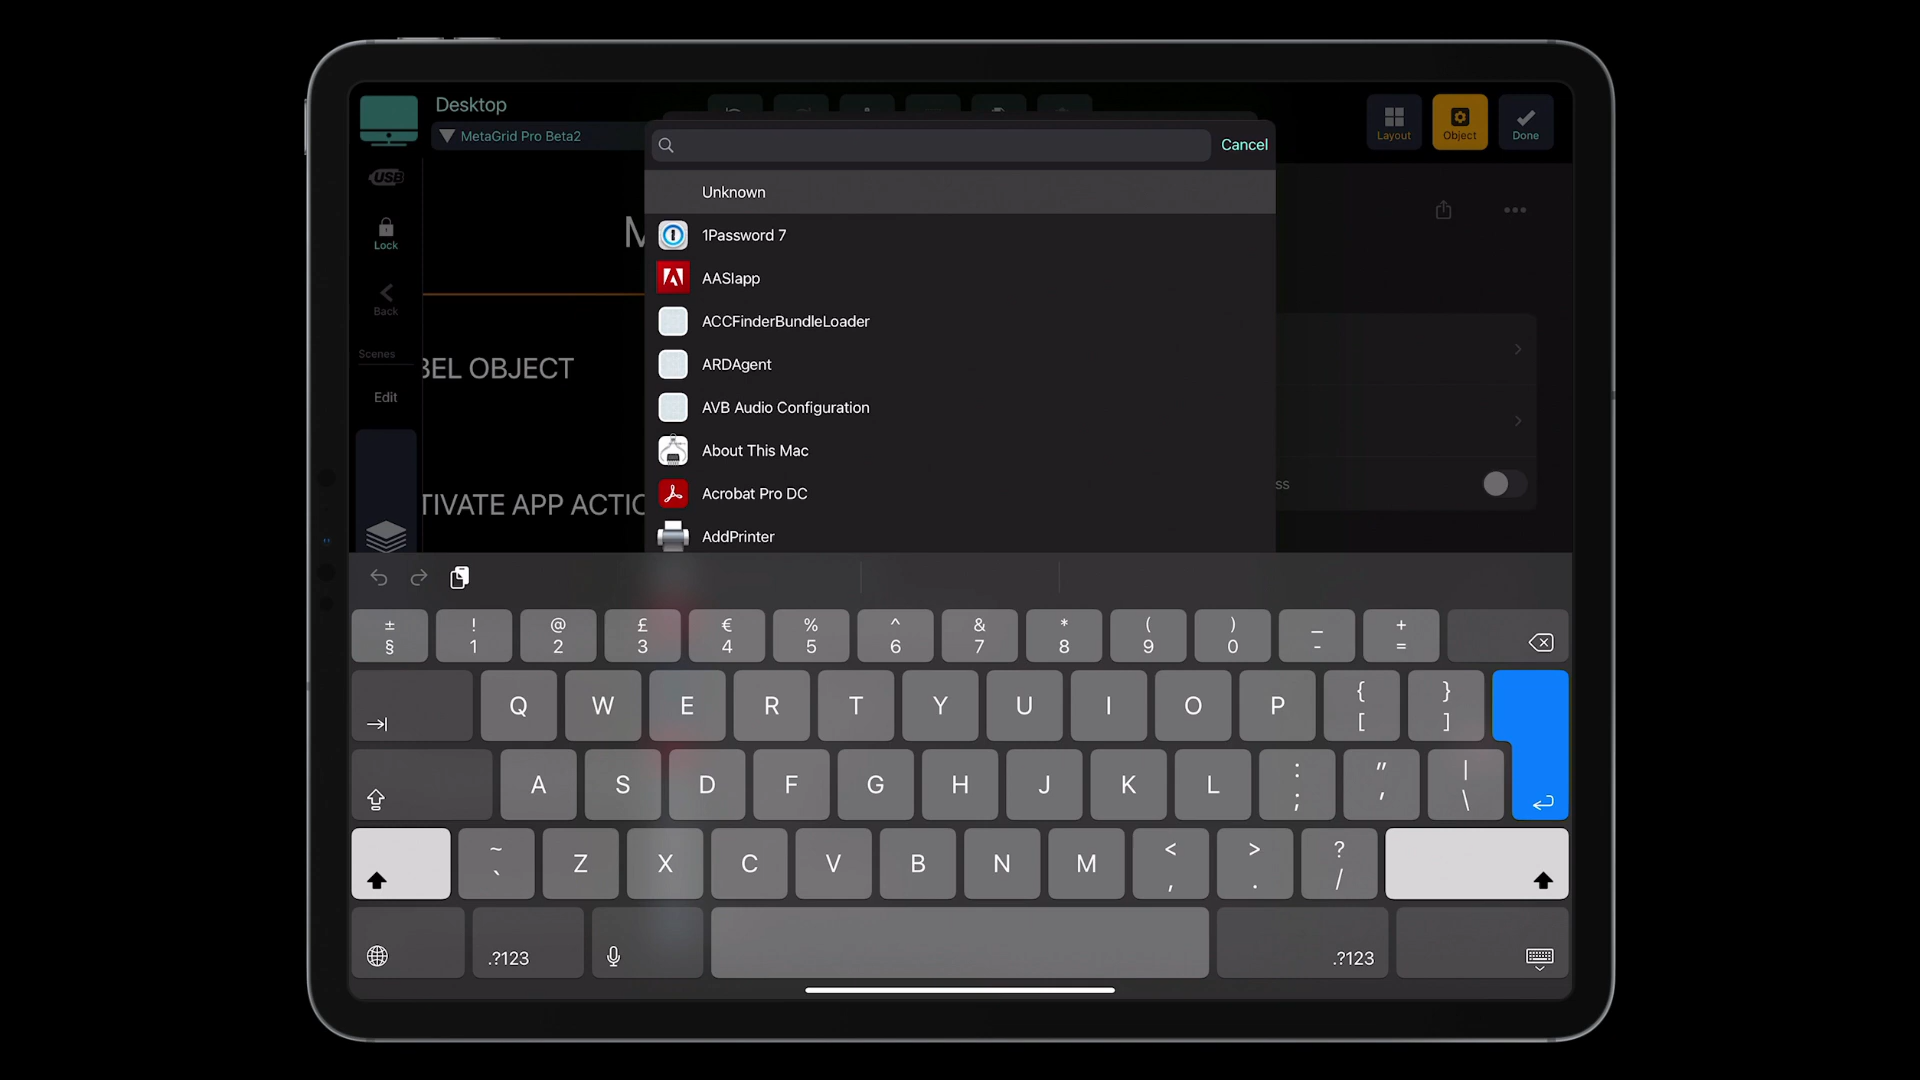 Desktop
MetaGrid Pro Beta2
Cancel
Layout
Object
Done
USB
Unknown
M
Lock
1Password 7
AASIapp
Back
ACCFinderBundleLoader
Scenes
BEL OBJECT
ARDAgent
Edit
AVB Audio Configuration
About This Mac
TIVATE APP ACTIO
Acrobat Pro DC
ss
AddPrinter
± ! @ £ € % ^ & * ( ) _ +
§ 1 2 3 4 5 6 7 8 9 0 - =
Q W E R T Y U I O P { }
[ ]
A S D F G H J K L : " |
; ' \
~ Z X C V B N M < > ?
` , . /
.?123 .?123